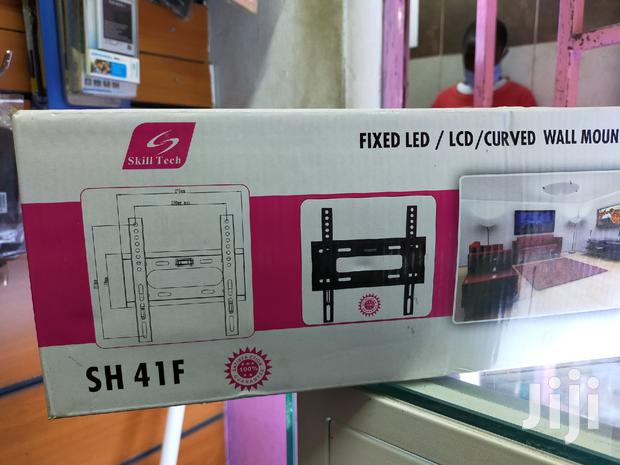 Skill Tech
FIXED LED / LCD/CURVED WALL MOUN
SH 41F
100%
Jiji